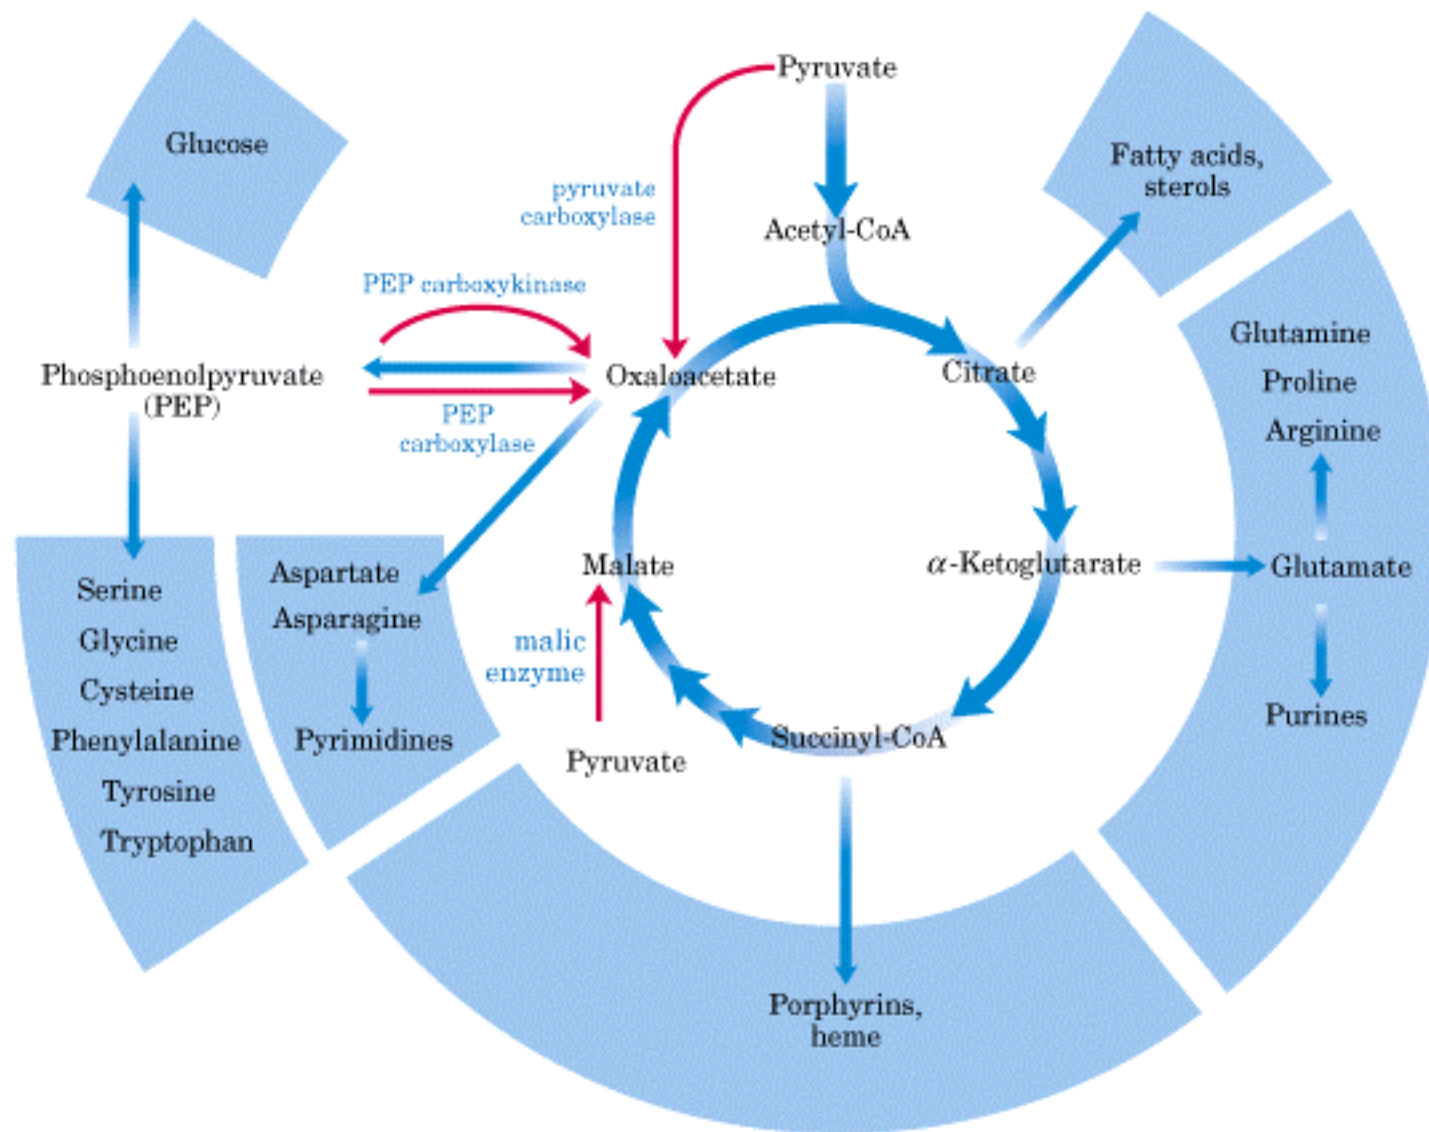 Pyruvate
Glucose
Fatty acids,
sterols
pyruvate
carboxylase
Acetyl-CoA
PEP carboxykinase
Phosphoenolpyruvate
(PEP)
Oxaloacetate
Citrate
PEP
carboxylase
Glutamine
Proline
Arginine
Malate
α-Ketoglutarate
Glutamate
Purines
Serine
Glycine
Cysteine
Phenylalanine
Tyrosine
Tryptophan
Aspartate
Asparagine
Pyrimidines
malic
enzyme
Pyruvate
Succinyl-CoA
Porphyrins,
heme